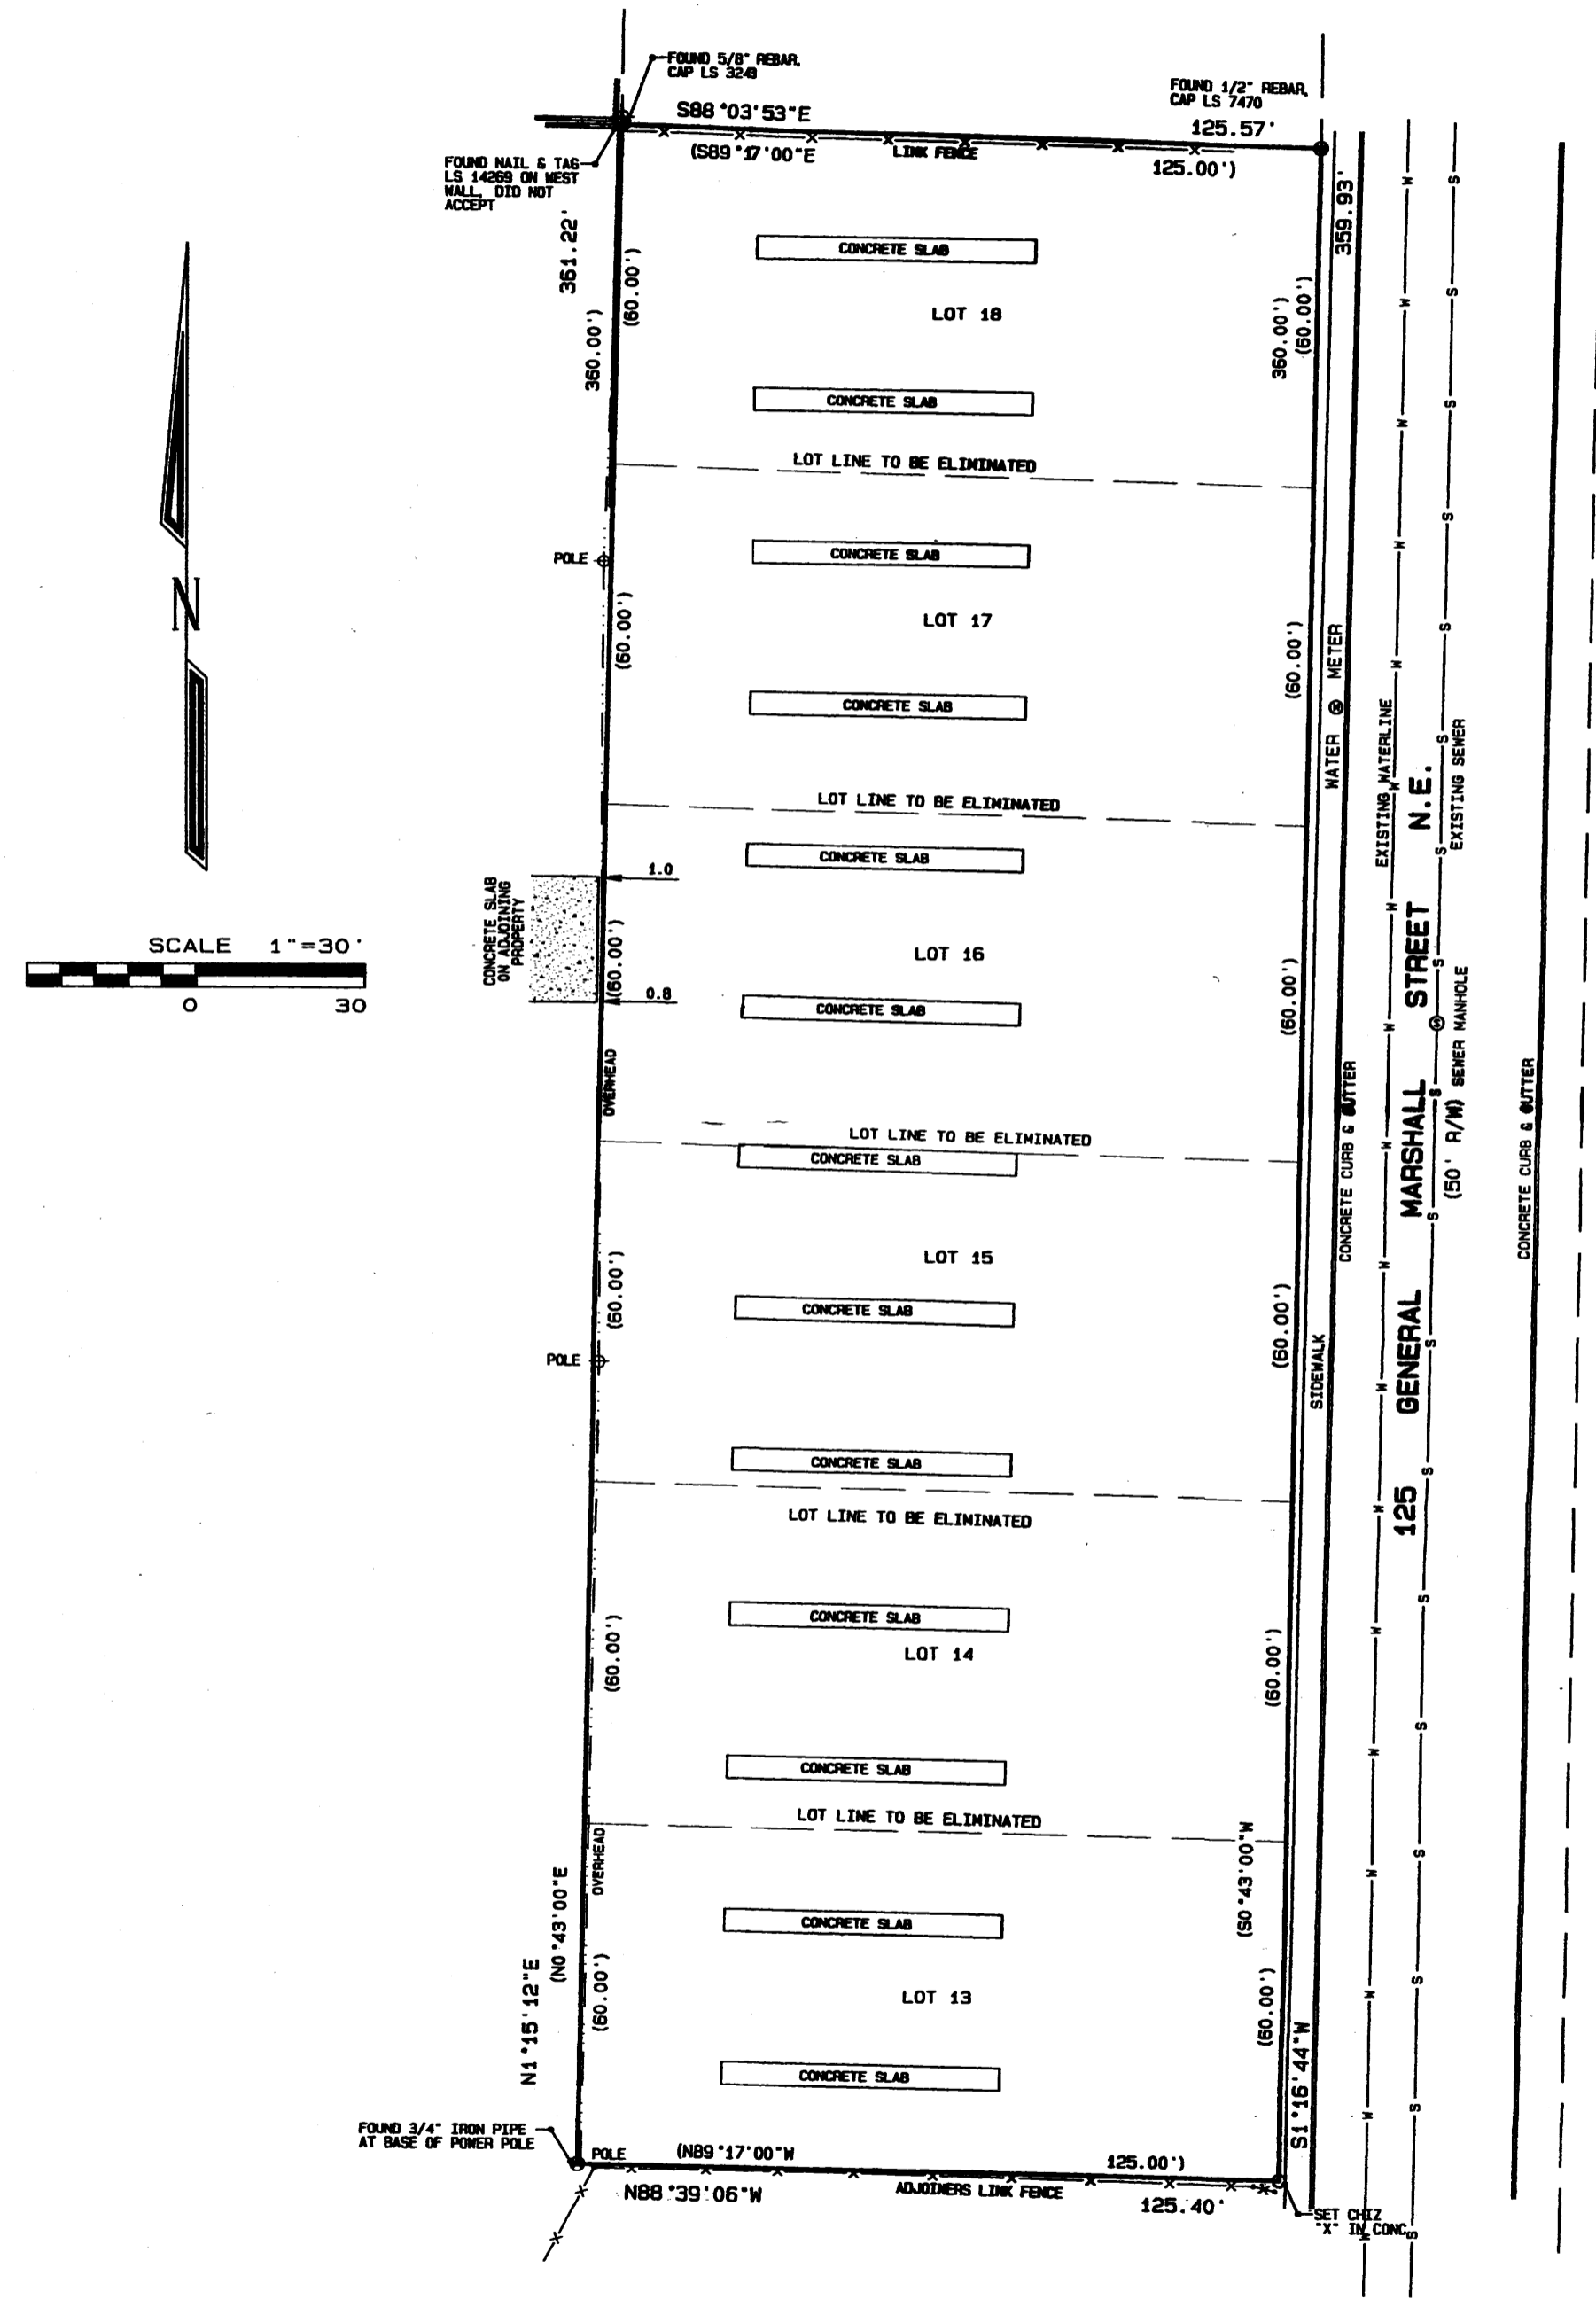 FOUND 5/8" REBAR,
CAP LS 3243
FOUND 1/2" REBAR,
CAP LS 7470
S88°03'53"E
125.57'
(S89°17'00"E
LINK FENCE
125.00')
FOUND NAIL & TAG
LS 14269 ON WEST
WALL, DID NOT
ACCEPT
361.22'
360.00')
(60.00')
359.93'
360.00')
(60.00')
CONCRETE SLAB
LOT 18
CONCRETE SLAB
LOT LINE TO BE ELIMINATED
POLE
CONCRETE SLAB
(60.00')
LOT 17
(60.00')
CONCRETE SLAB
WATER M METER
LOT LINE TO BE ELIMINATED
CONCRETE SLAB
1.0
CONCRETE SLAB
ON ADJOINING
PROPERTY
(60.00')
LOT 16
(60.00')
0.8
CONCRETE SLAB
N
SCALE 1"=30'
0 30
OVERHEAD
LOT LINE TO BE ELIMINATED
CONCRETE SLAB
LOT 15
(60.00')
(60.00')
CONCRETE SLAB
POLE
SIDEWALK
CONCRETE CURB & GUTTER
EXISTING WATERLINE
125 GENERAL MARSHALL STREET N.E.
(50' R/W)
SEWER MANHOLE
EXISTING SEWER
CONCRETE CURB & GUTTER
CONCRETE SLAB
LOT LINE TO BE ELIMINATED
CONCRETE SLAB
LOT 14
(60.00')
(60.00')
CONCRETE SLAB
LOT LINE TO BE ELIMINATED
OVERHEAD
(N0°43'00"E
N1°15'12"E
(60.00')
CONCRETE SLAB
(S0°43'00"W
LOT 13
(60.00')
S1°16'44"W
CONCRETE SLAB
FOUND 3/4" IRON PIPE
AT BASE OF POWER POLE
POLE
(N89°17'00"W
125.00')
N88°39'06"W
ADJOINERS LINK FENCE
125.40'
SET CHIZ
"X" IN CONC.